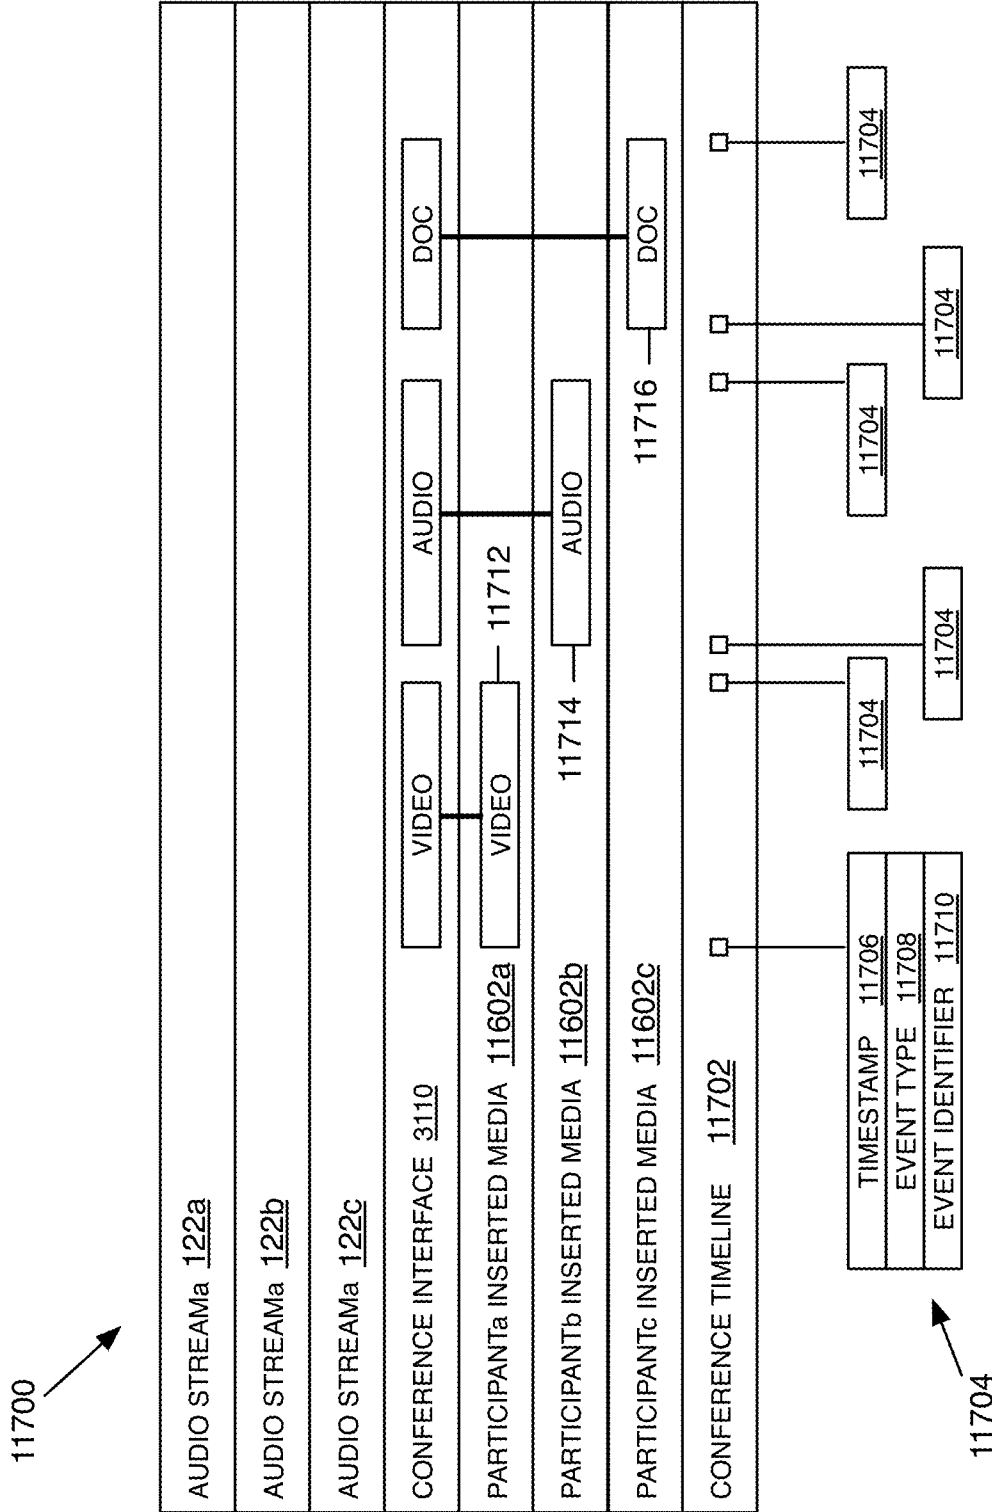 11700
AUDIO STREAMa 122a
AUDIO STREAMa 122b
AUDIO STREAMa 122c
CONFERENCE INTERFACE 3110
VIDEO
AUDIO
DOC
PARTICIPANTa INSERTED MEDIA 11602a
VIDEO
11712
PARTICIPANTb INSERTED MEDIA 11602b
11714
AUDIO
PARTICIPANTc INSERTED MEDIA 11602c
11716
DOC
CONFERENCE TIMELINE 11702
TIMESTAMP 11706
EVENT TYPE 11708
EVENT IDENTIFIER 11710
11704
11704
11704
11704
11704
11704